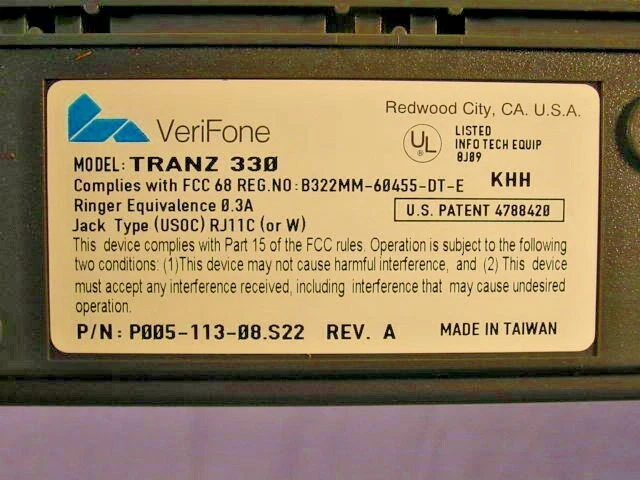 VeriFone
Redwood City, CA. U.S.A.
UL
LISTED
INFO TECH EQUIP
8J09
MODEL: TRANZ 330
Complies with FCC 68 REG.NO: B322MM-60455-DT-E KHH
Ringer Equivalence 0.3A
U.S. PATENT 4788420
Jack Type (USOC) RJ11C (or W)
This device complies with Part 15 of the FCC rules. Operation is subject to the following
two conditions: (1)This device may not cause harmful interference, and (2) This device
must accept any interference received, including interference that may cause undesired
operation.
P/N: P005-113-08.S22 REV. A MADE IN TAIWAN